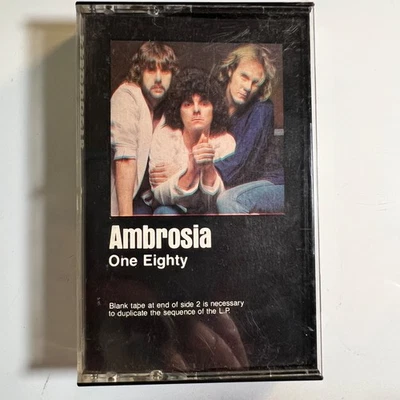 Ambrosia
One Eighty
Blank tape at end of side 2 is necessary
to duplicate the sequence of the L.P.